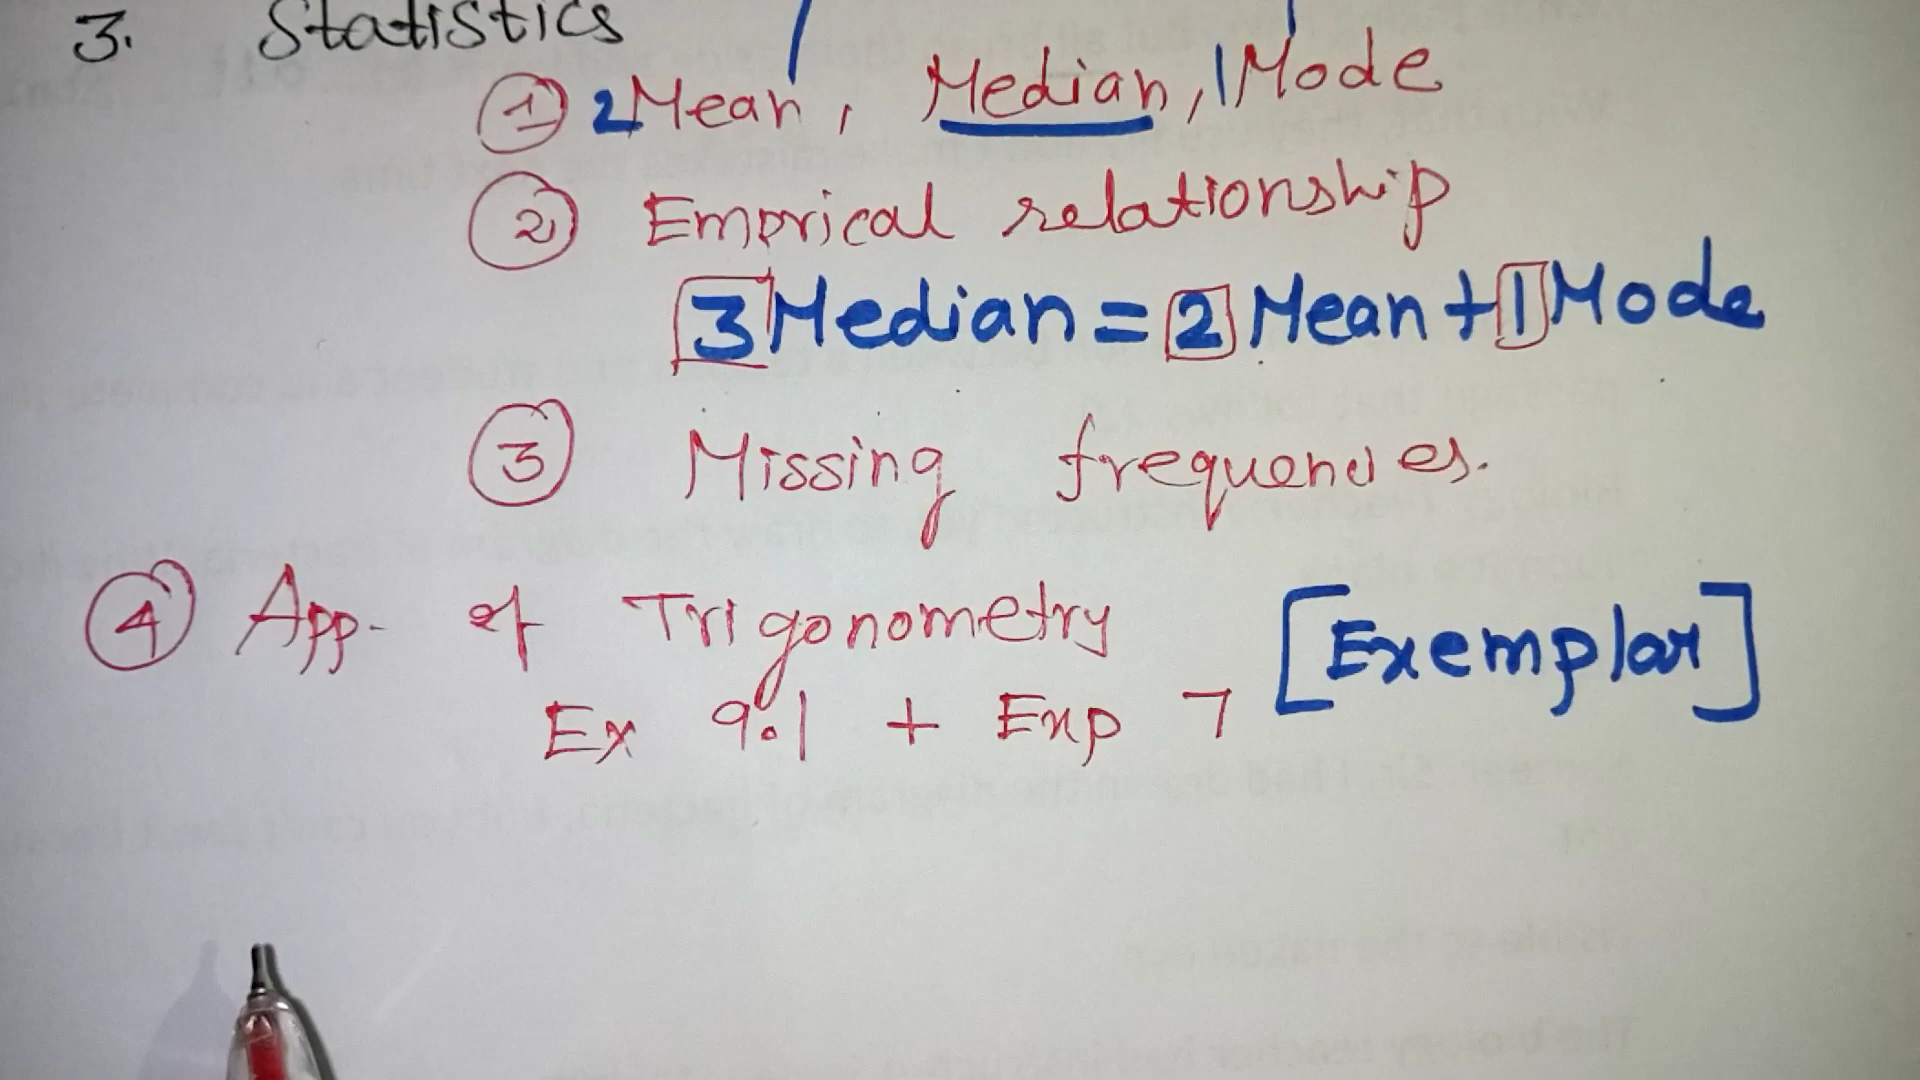 3. Statistics
① 2Mean, Median, 1Mode
② Emprical relationship
3Median = 2Mean + 1Mode
③ Missing frequencies.
④ App. of Trigonometry [Exemplar]
Ex 9.1 + Exp 7